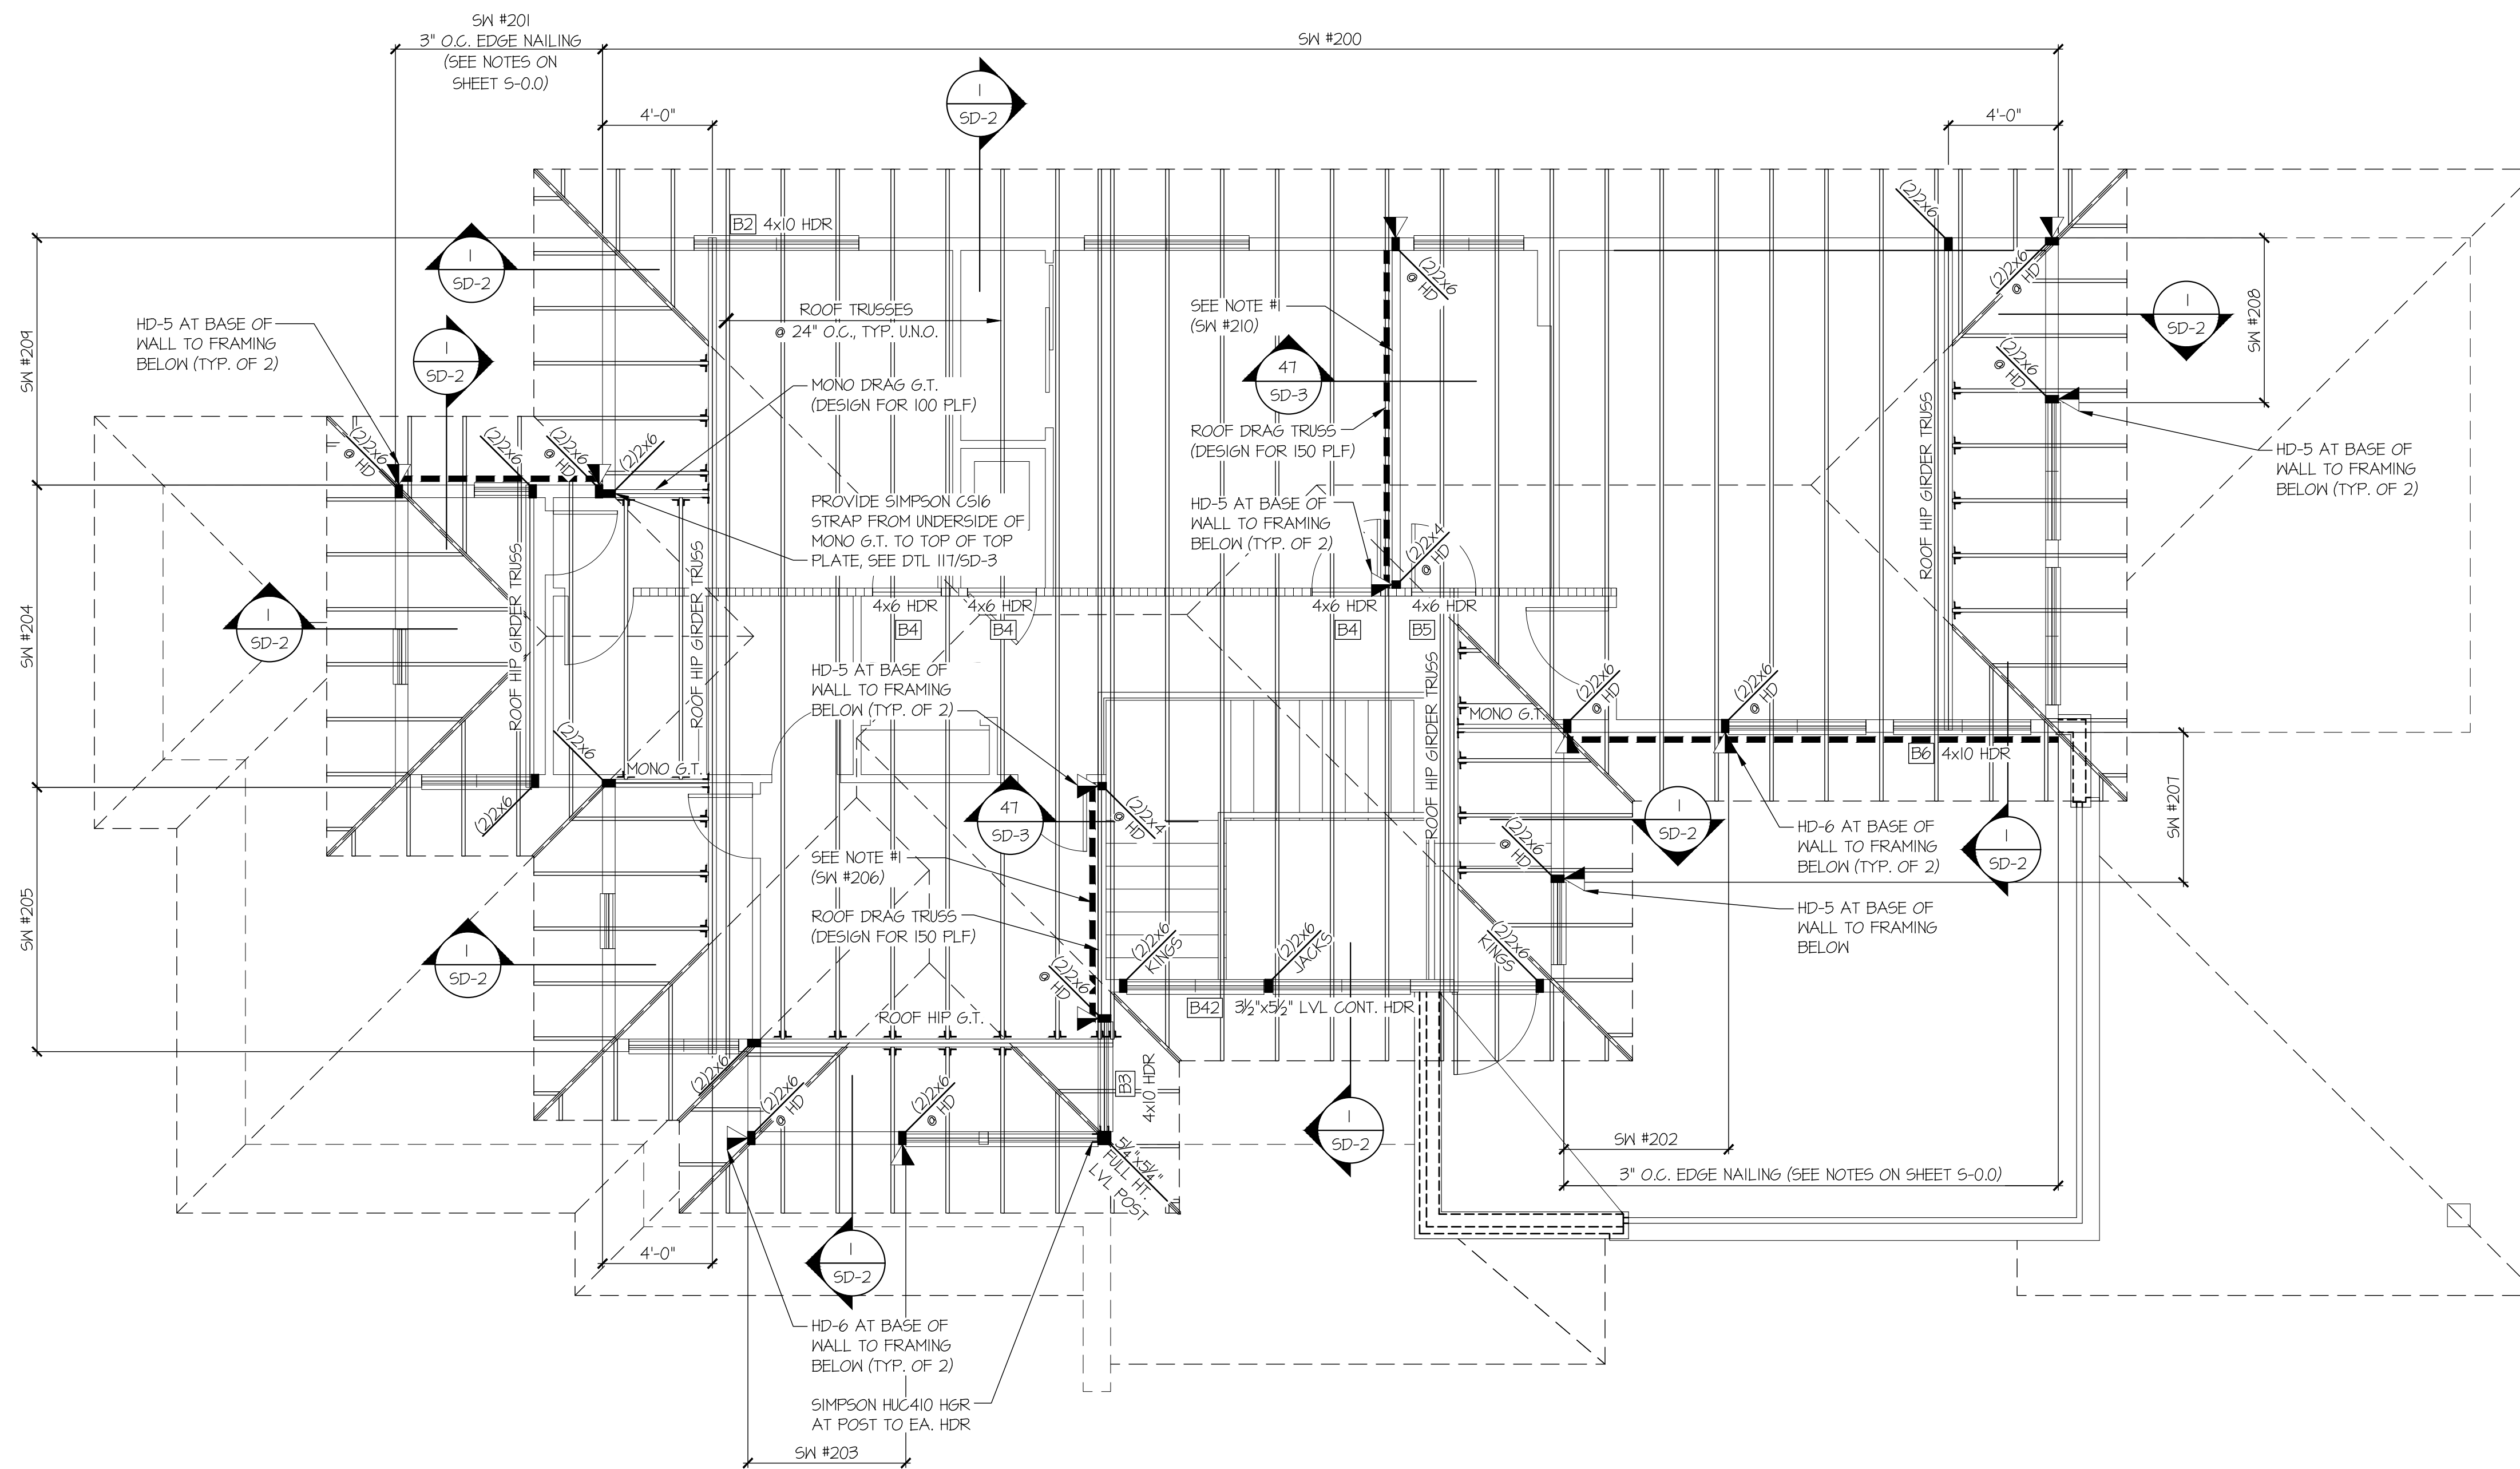 SW #201
3" O.C. EDGE NAILING
(SEE NOTES ON
SHEET S-0.0)
SW #200
4'-0"
4'-0"
1
SD-2
B2 4x10 HDR
(2)2x6
1
SD-2
(2)2x6
@ HD
(2)2x6
@ HD
SW #208
1
SD-2
SW #209
HD-5 AT BASE OF
WALL TO FRAMING
BELOW (TYP. OF 2)
1
SD-2
ROOF TRUSSES
@ 24" O.C., TYP. U.N.O.
SEE NOTE #1
(SW #210)
47
SD-3
(2)2x6
@ HD
MONO DRAG G.T.
(DESIGN FOR 100 PLF)
ROOF DRAG TRUSS
(DESIGN FOR 150 PLF)
ROOF HIP GIRDER TRUSS
HD-5 AT BASE OF
WALL TO FRAMING
BELOW (TYP. OF 2)
(2)2x6
@ HD
(2)2x6
(2)2x6
@ HD
(2)2x6
PROVIDE SIMPSON CS16
STRAP FROM UNDERSIDE OF
MONO G.T. TO TOP OF TOP
PLATE, SEE DTL 117/SD-3
HD-5 AT BASE OF
WALL TO FRAMING
BELOW (TYP. OF 2)
(2)2x4
@ HD
SW #204
1
SD-2
ROOF HIP GIRDER TRUSS
ROOF HIP GIRDER TRUSS
4x6 HDR
B4
4x6 HDR
B4
4x6 HDR
B4
4x6 HDR
B5
HD-5 AT BASE OF
WALL TO FRAMING
BELOW (TYP. OF 2)
ROOF HIP GIRDER TRUSS
MONO G.T.
(2)2x6
@ HD
(2)2x6
@ HD
B6 4x10 HDR
(2)2x6
MONO G.T.
(2)2x6
47
SD-3
(2)2x4
@ HD
1
SD-2
(2)2x6
@ HD
HD-6 AT BASE OF
WALL TO FRAMING
BELOW (TYP. OF 2)
1
SD-2
SW #207
SEE NOTE #1
(SW #206)
ROOF DRAG TRUSS
(DESIGN FOR 150 PLF)
HD-5 AT BASE OF
WALL TO FRAMING
BELOW
SW #205
1
SD-2
(2)2x6
@ HD
(2)2x6
KINGS
(2)2x6
JACKS
(2)2x6
KINGS
B42 3½"x5½" LVL CONT. HDR
ROOF HIP G.T.
(2)2x6
(2)2x6
@ HD
(2)2x6
@ HD
B3
4x10 HDR
5¼"x5¼"
FULL HT.
LVL POST
1
SD-2
SW #202
3" O.C. EDGE NAILING (SEE NOTES ON SHEET S-0.0)
4'-0"
1
SD-2
HD-6 AT BASE OF
WALL TO FRAMING
BELOW (TYP. OF 2)
SIMPSON HUC410 HGR
AT POST TO EA. HDR
SW #203